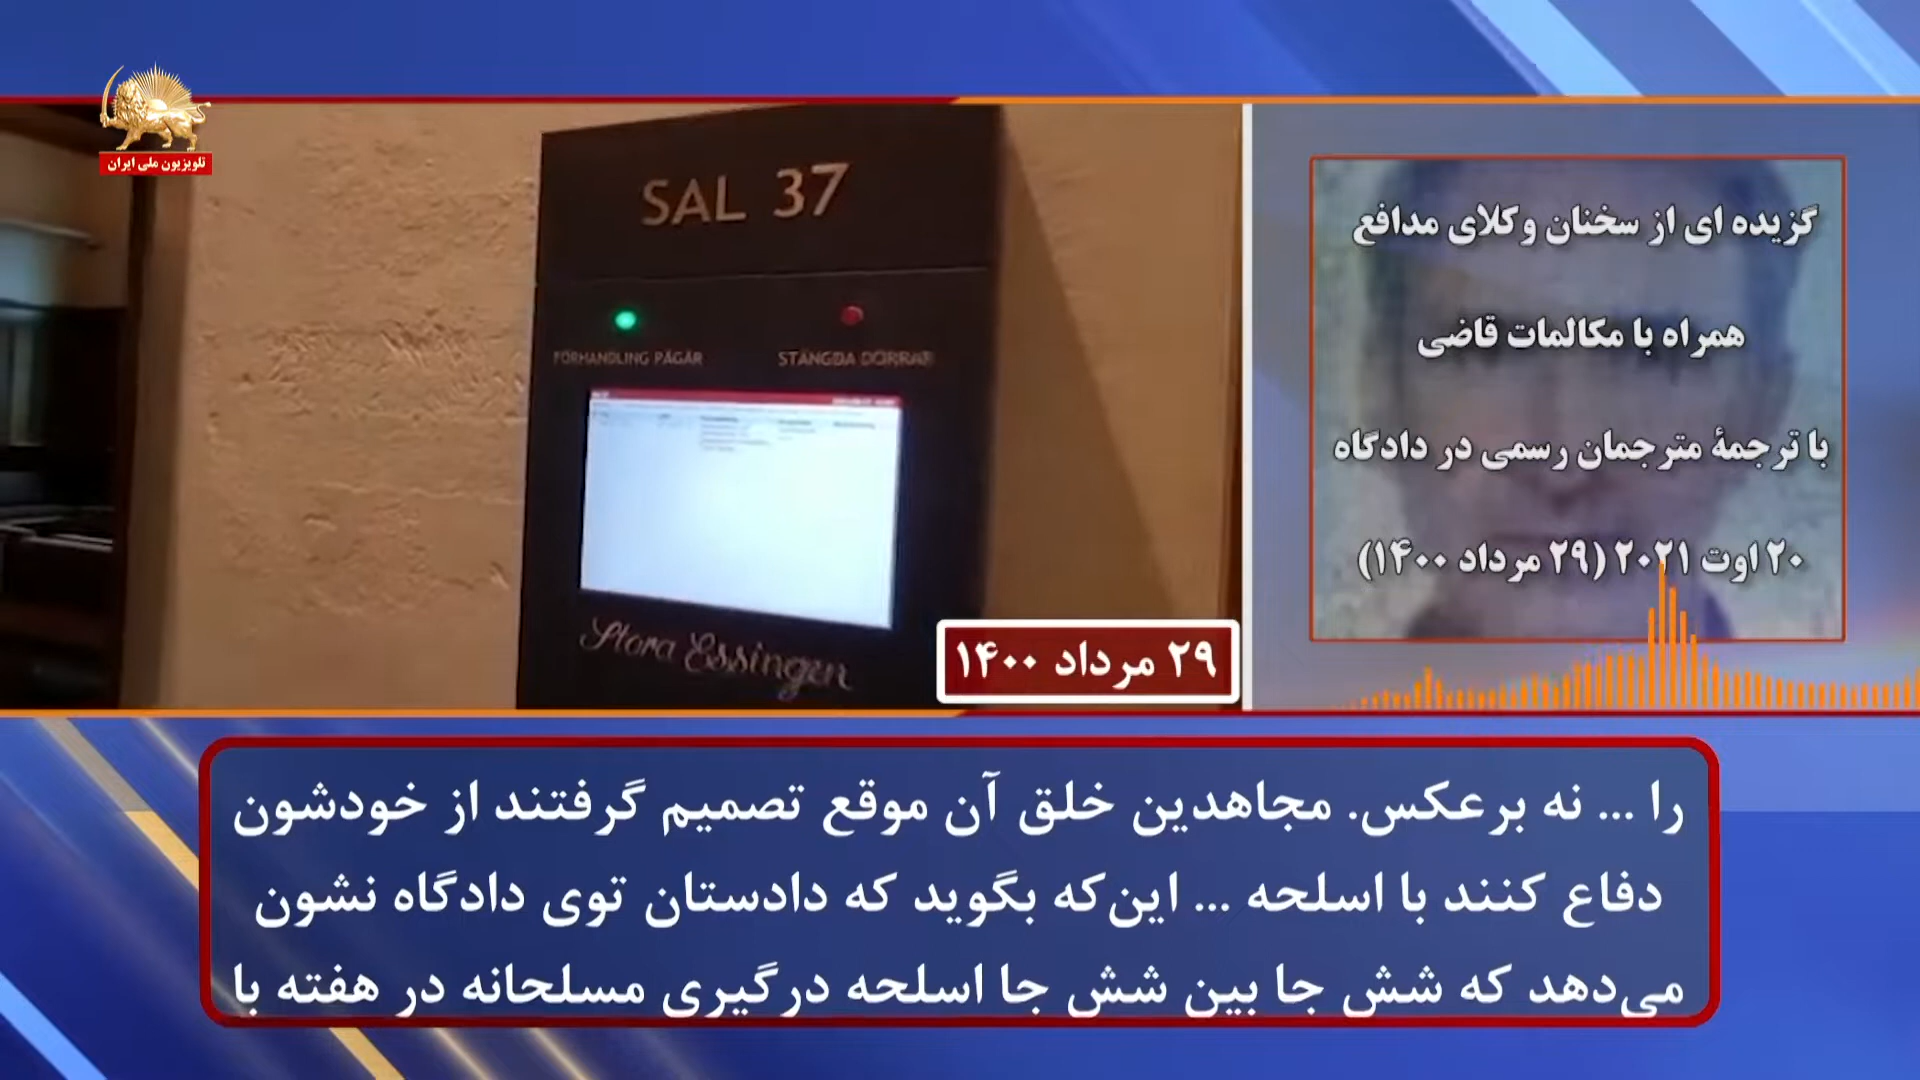 تلویزیون ملی ایران
SAL 37
FÖRHANDLING PÅGÅR
STÄNGDA DÖRRAR
Stora Essingen
۲۹ مرداد ۱۴۰۰
گزیده ای از سخنان وکلای مدافع
همراه با مکالمات قاضی
با ترجمهٔ مترجمان رسمی در دادگاه
۲۰ اوت ۲۰۲۱ (۲۹ مرداد ۱۴۰۰)
را ... نه برعکس. مجاهدین خلق آن موقع تصمیم گرفتند از خودشون
دفاع کنند با اسلحه ... این‌که بگوید که دادستان توی دادگاه نشون
می‌دهد که شش جا بین شش جا اسلحه درگیری مسلحانه در هفته با